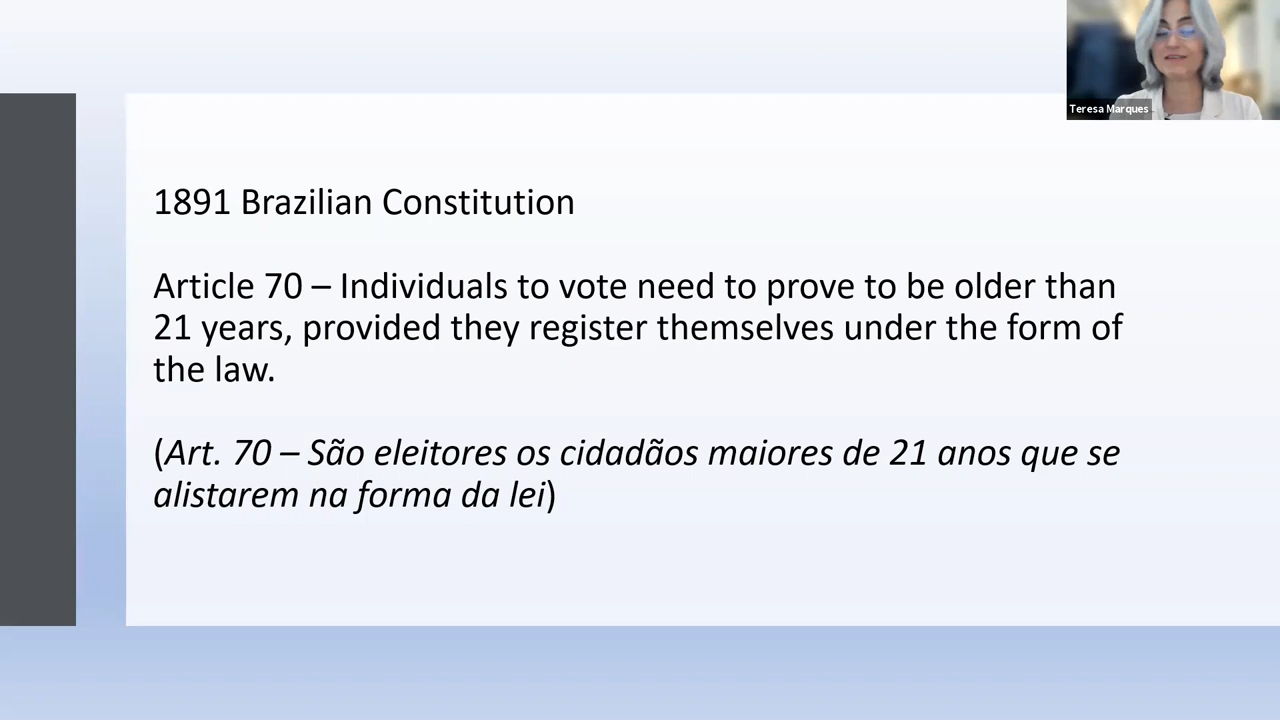 Teresa Marques
1891 Brazilian Constitution
Article 70 – Individuals to vote need to prove to be older than
21 years, provided they register themselves under the form of
the law.
(Art. 70 – São eleitores os cidadãos maiores de 21 anos que se
alistarem na forma da lei)